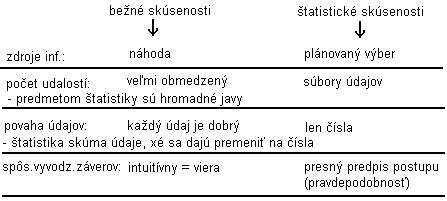 bežné skúsenosti štatistické skúsenosti
zdroje inf.: náhoda plánovaný výber
počet udalostí: veľmi obmedzený súbory údajov
- predmetom štatistiky sú hromadné javy
povaha údajov: každý údaj je dobrý len čísla
- štatistika skúma údaje, xé sa dajú premeniť na čísla
spôs.vyvodz.záverov: intuitívny = viera presný predpis postupu
(pravdepodobnosť)